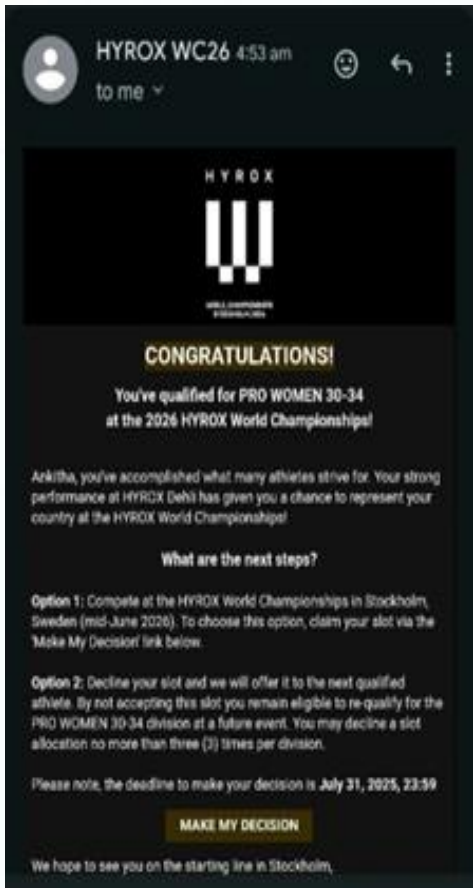 HYROX WC26 4:53 am
to me
HYROX
WORLD CHAMPIONSHIPS
CONGRATULATIONS!
You've qualified for PRO WOMEN 30-34
at the 2026 HYROX World Championships!
Ankitha, you've accomplished what many athletes strive for. Your strong
performance at HYROX Dehli has given you a chance to represent your
country at the HYROX World Championships!
What are the next steps?
Option 1: Compete at the HYROX World Championships in Stockholm,
Sweden (mid-June 2026). To choose this option, claim your slot via the
'Make My Decision' link below.
Option 2: Decline your slot and we will offer it to the next qualified
athlete. By not accepting this slot you remain eligible to re-qualify for the
PRO WOMEN 30-34 division at a future event. You may decline a slot
allocation no more than three (3) times per division.
Please note, the deadline to make your decision is July 31, 2025, 23:59
MAKE MY DECISION
We hope to see you on the starting line in Stockholm,